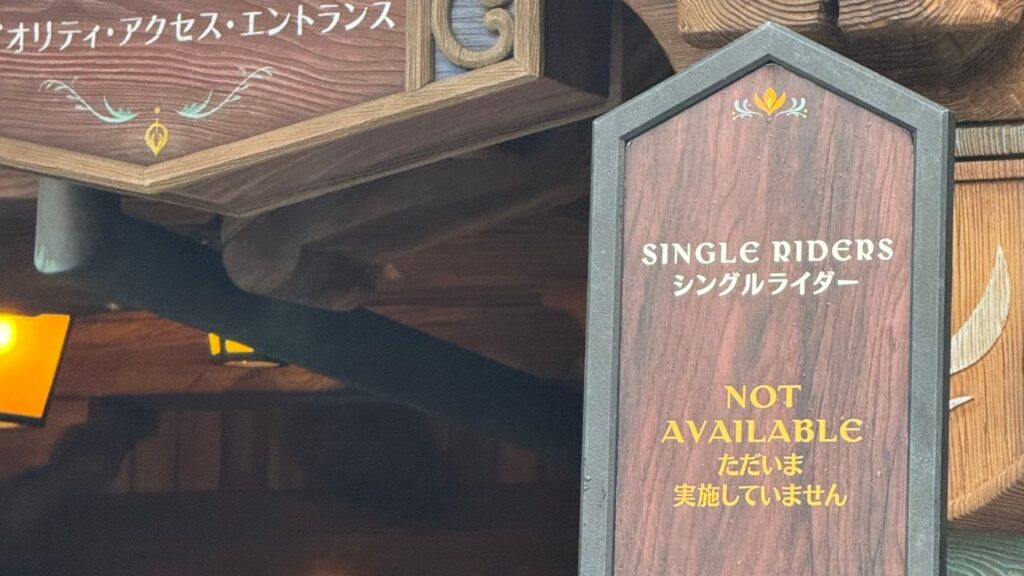 オリティ・アクセス・エントランス
SINGLE RIDERS
シングルライダー
NOT
AVAILABLE
ただいま
実施していません